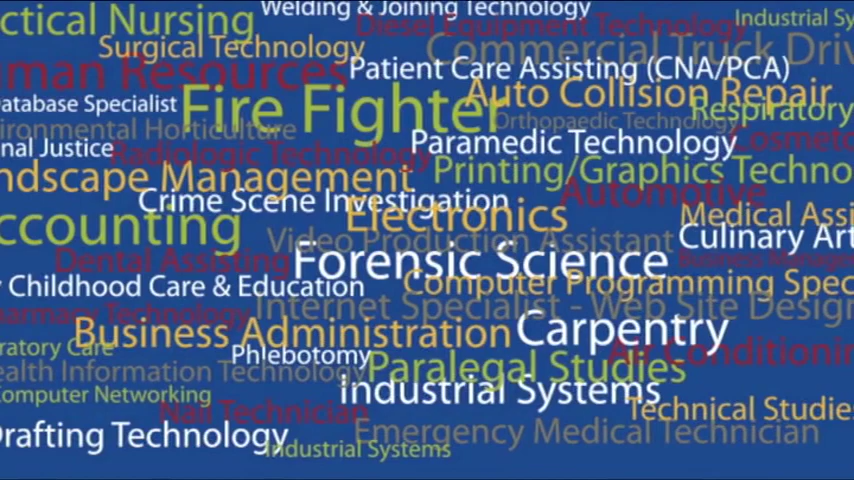 ctical Nursing
Welding & Joining Technology
Diesel Equipment Technology
Industrial Sy
Surgical Technology
Commercial Truck Driv
uman Resources
Patient Care Assisting (CNA/PCA)
Auto Collision Repair
atabase Specialist
Fire Fighter
Respiratory
ironmental Horticulture
Orthopaedic Technology
nal Justice
Radiologic Technology
Paramedic Technology
Cosmeto
ndscape Management
Printing/Graphics Techno
Crime Scene Investigation
Automotive
ccounting
Electronics
Medical Assi
Video Production Assistant
Culinary Art
Dental Assisting
Forensic Science
Business Manage
y Childhood Care & Education
Computer Programming Spec
Internet Specialist - Web Site Design
armacy Technology
Business Administration
Carpentry
ratory Care
Phlebotomy
Air Conditionin
ealth Information Technology
Paralegal Studies
Computer Networking
Industrial Systems
Nail Technician
Technical Studies
Drafting Technology
Emergency Medical Technician
Industrial Systems